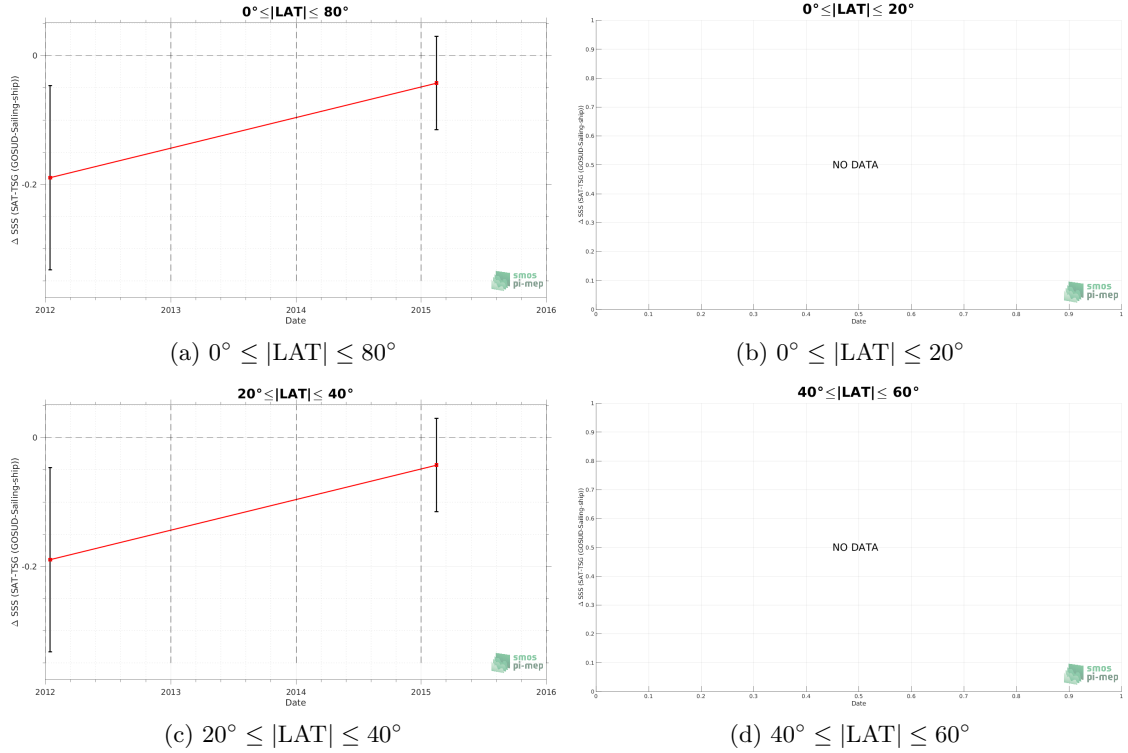 0°≤|LAT|≤ 80°
Δ SSS (SAT-TSG (GOSUD-Sailing-ship))
0
-0.2
2012 2013 2014 2015 2016
Date
smos
pi-mep
(a) 0° ≤ |LAT| ≤ 80°
0°≤|LAT|≤ 20°
Δ SSS (SAT-TSG (GOSUD-Sailing-ship))
1
0.9
0.8
0.7
0.6
0.5
0.4
0.3
0.2
0.1
0
NO DATA
0 0.1 0.2 0.3 0.4 0.5 0.6 0.7 0.8 0.9 1
Date
smos
pi-mep
(b) 0° ≤ |LAT| ≤ 20°
20°≤|LAT|≤ 40°
Δ SSS (SAT-TSG (GOSUD-Sailing-ship))
0
-0.2
2012 2013 2014 2015 2016
Date
smos
pi-mep
(c) 20° ≤ |LAT| ≤ 40°
40°≤|LAT|≤ 60°
Δ SSS (SAT-TSG (GOSUD-Sailing-ship))
1
0.9
0.8
0.7
0.6
0.5
0.4
0.3
0.2
0.1
0
NO DATA
0 0.1 0.2 0.3 0.4 0.5 0.6 0.7 0.8 0.9 1
Date
smos
pi-mep
(d) 40° ≤ |LAT| ≤ 60°